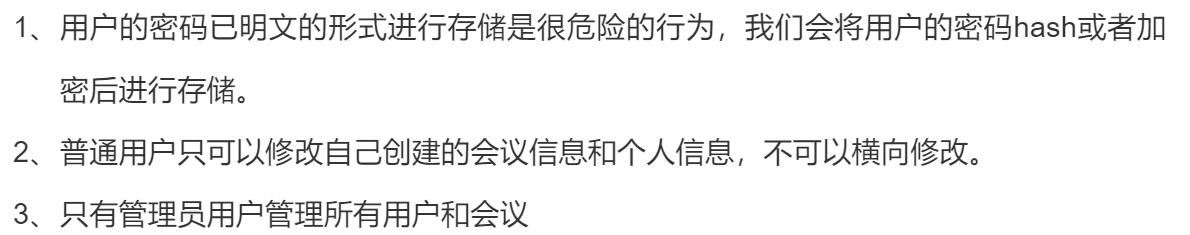 1、用户的密码已明文的形式进行存储是很危险的行为，我们会将用户的密码hash或者加
密后进行存储。
2、普通用户只可以修改自己创建的会议信息和个人信息，不可以横向修改。
3、只有管理员用户管理所有用户和会议